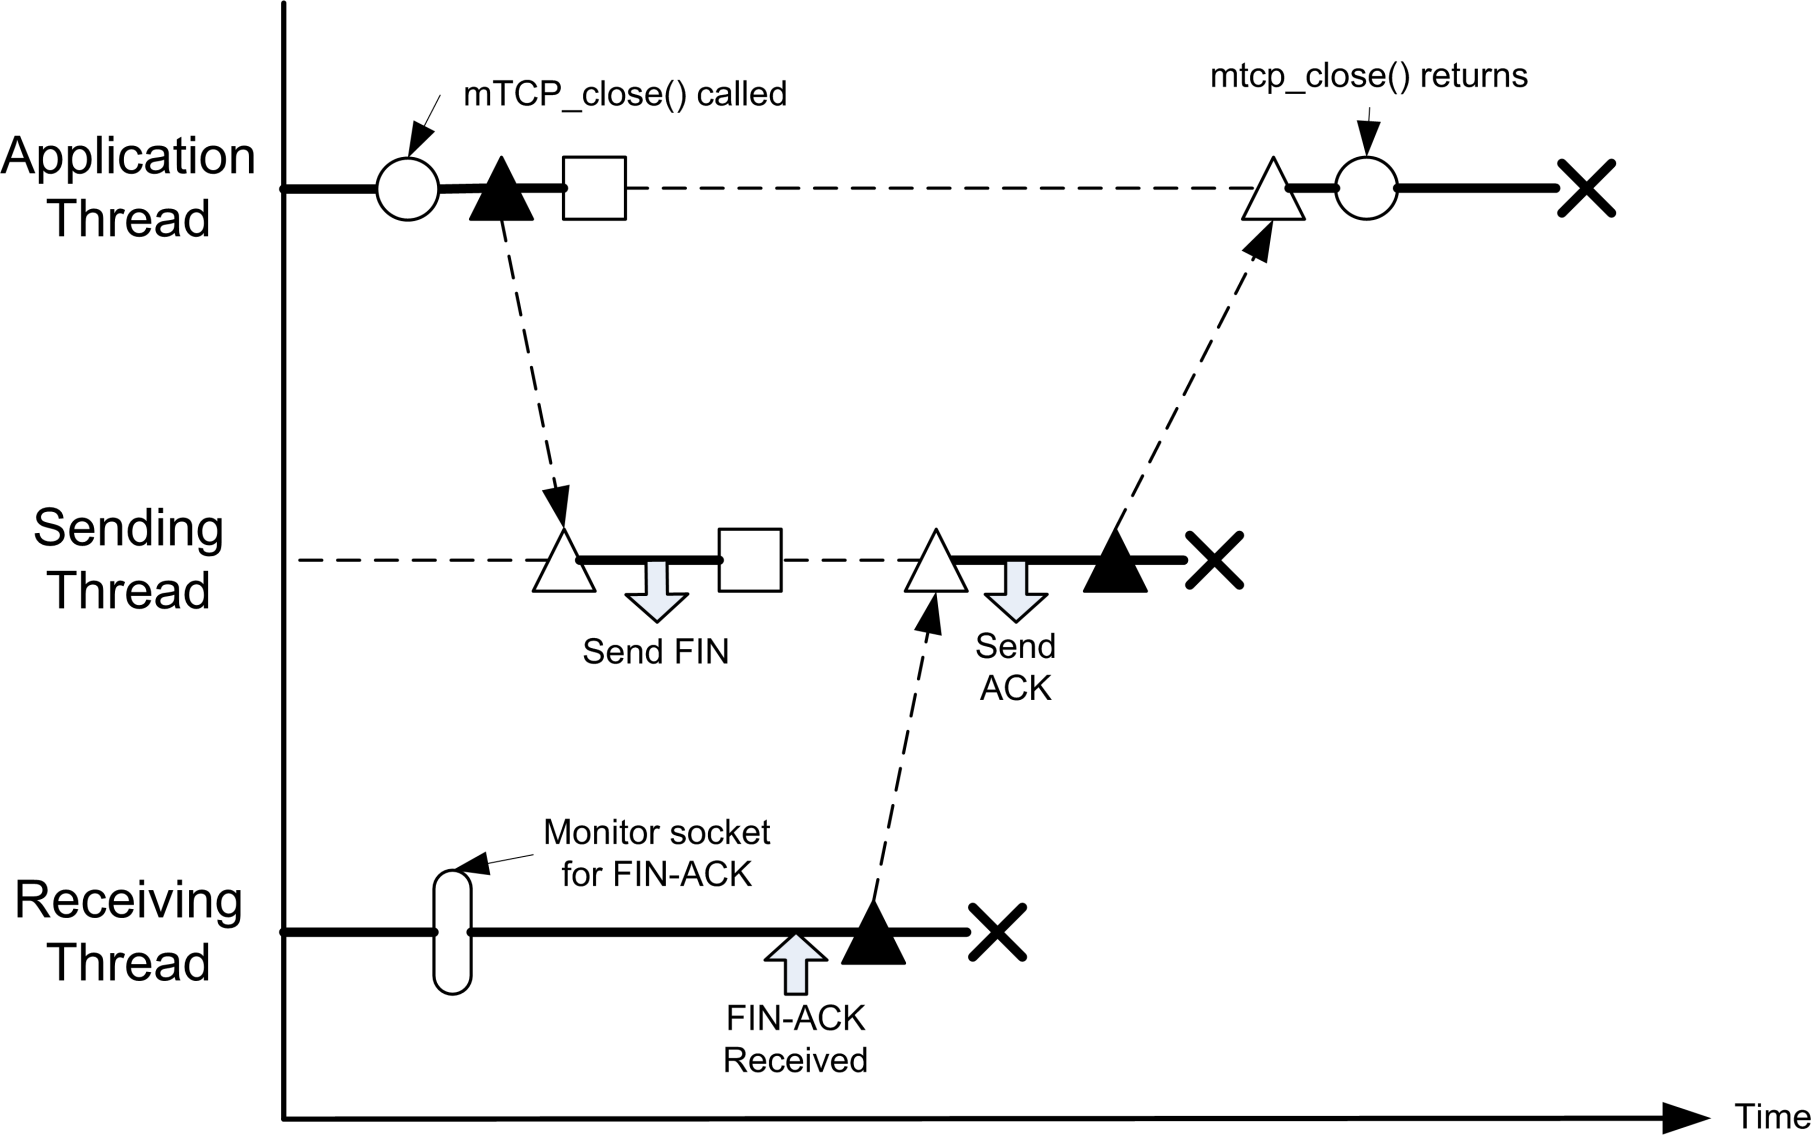 mTCP_close() called
mtcp_close() returns
Application
Thread
Sending
Thread
Send FIN
Send
ACK
Monitor socket
for FIN-ACK
Receiving
Thread
FIN-ACK
Received
Time